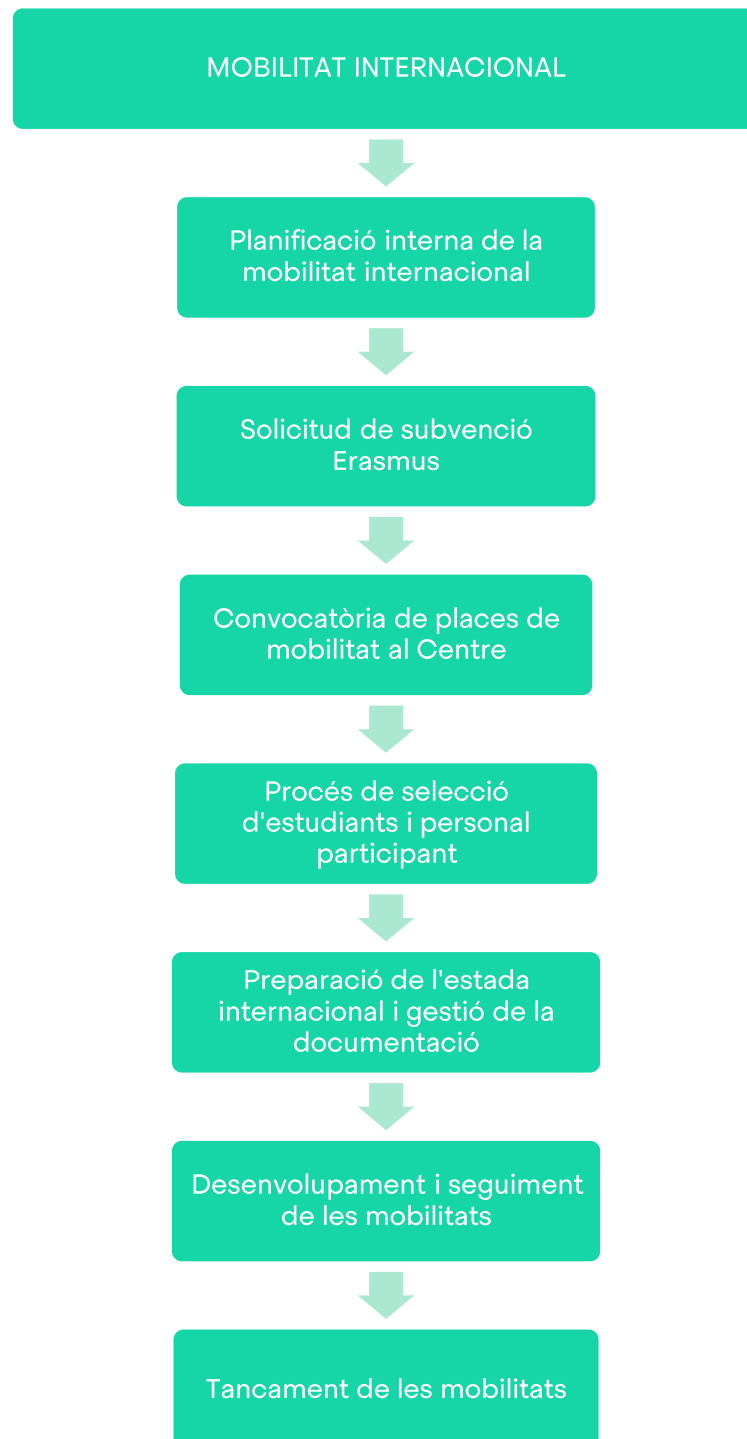 MOBILITAT INTERNACIONAL
Planificació interna de la
mobilitat internacional
Solicitud de subvenció
Erasmus
Convocatòria de places de
mobilitat al Centre
Procés de selecció
d'estudiants i personal
participant
Preparació de l'estada
internacional i gestió de la
documentació
Desenvolupament i seguiment
de les mobilitats
Tancament de les mobilitats